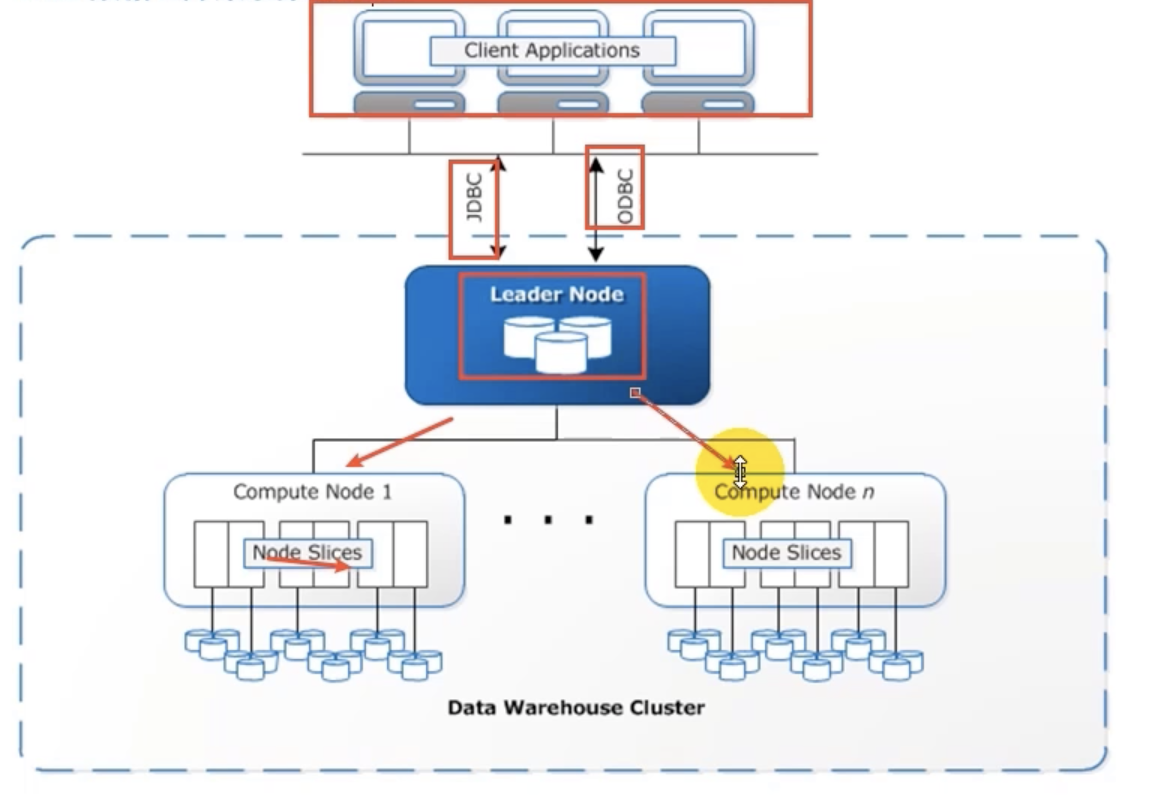 Client Applications
JDBC
ODBC
Leader Node
Compute Node 1
Compute Node n
Node Slices
Node Slices
. . .
Data Warehouse Cluster